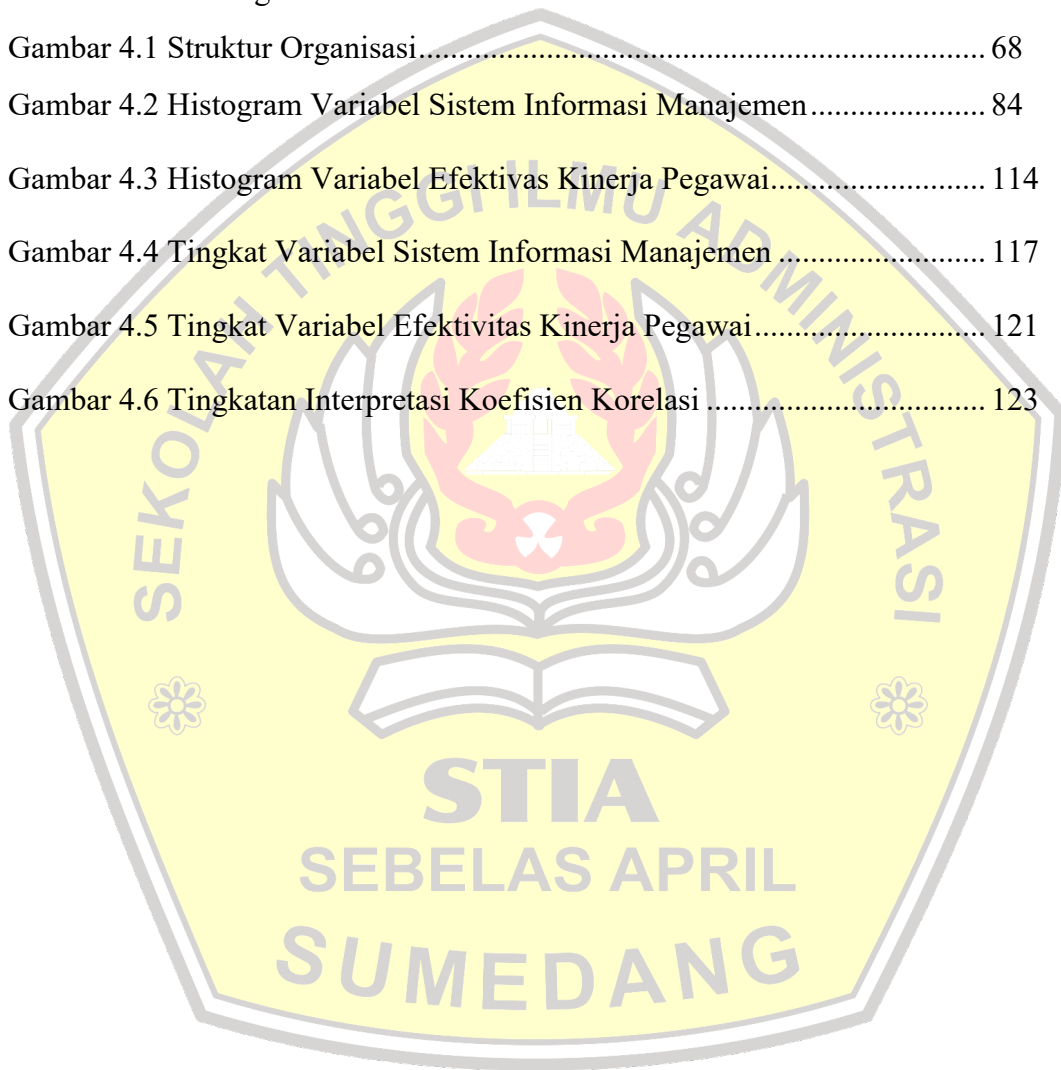 Gambar 4.1 Struktur Organisasi..................................................................... 68
Gambar 4.2 Histogram Variabel Sistem Informasi Manajemen...................... 84
Gambar 4.3 Histogram Variabel Efektivas Kinerja Pegawai.......................... 114
Gambar 4.4 Tingkat Variabel Sistem Informasi Manajemen ......................... 117
Gambar 4.5 Tingkat Variabel Efektivitas Kinerja Pegawai............................ 121
Gambar 4.6 Tingkatan Interpretasi Koefisien Korelasi .................................. 123
SEKOLAH TINGGI ILMU ADMINISTRASI
STIA
SEBELAS APRIL
SUMEDANG